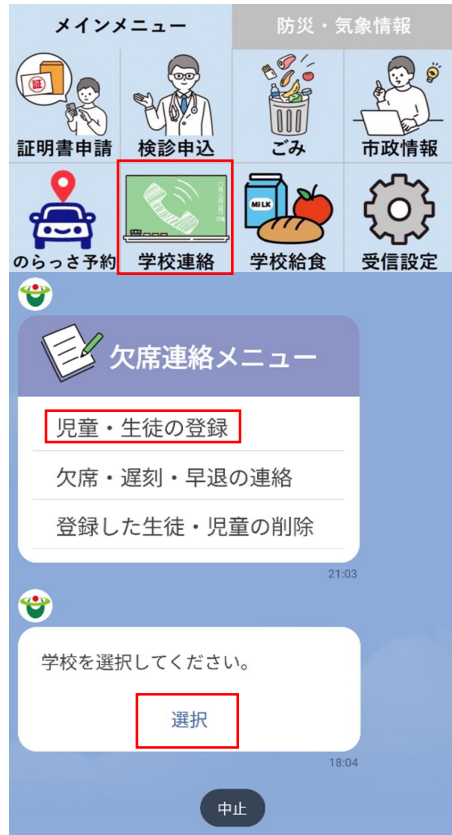 メインメニュー
防災・気象情報
証
証明書申請
検診申込
ごみ
市政情報
MILK
のらっさ予約
学校連絡
学校給食
受信設定
欠席連絡メニュー
児童・生徒の登録
欠席・遅刻・早退の連絡
登録した生徒・児童の削除
21:03
学校を選択してください。
選択
18:04
中止